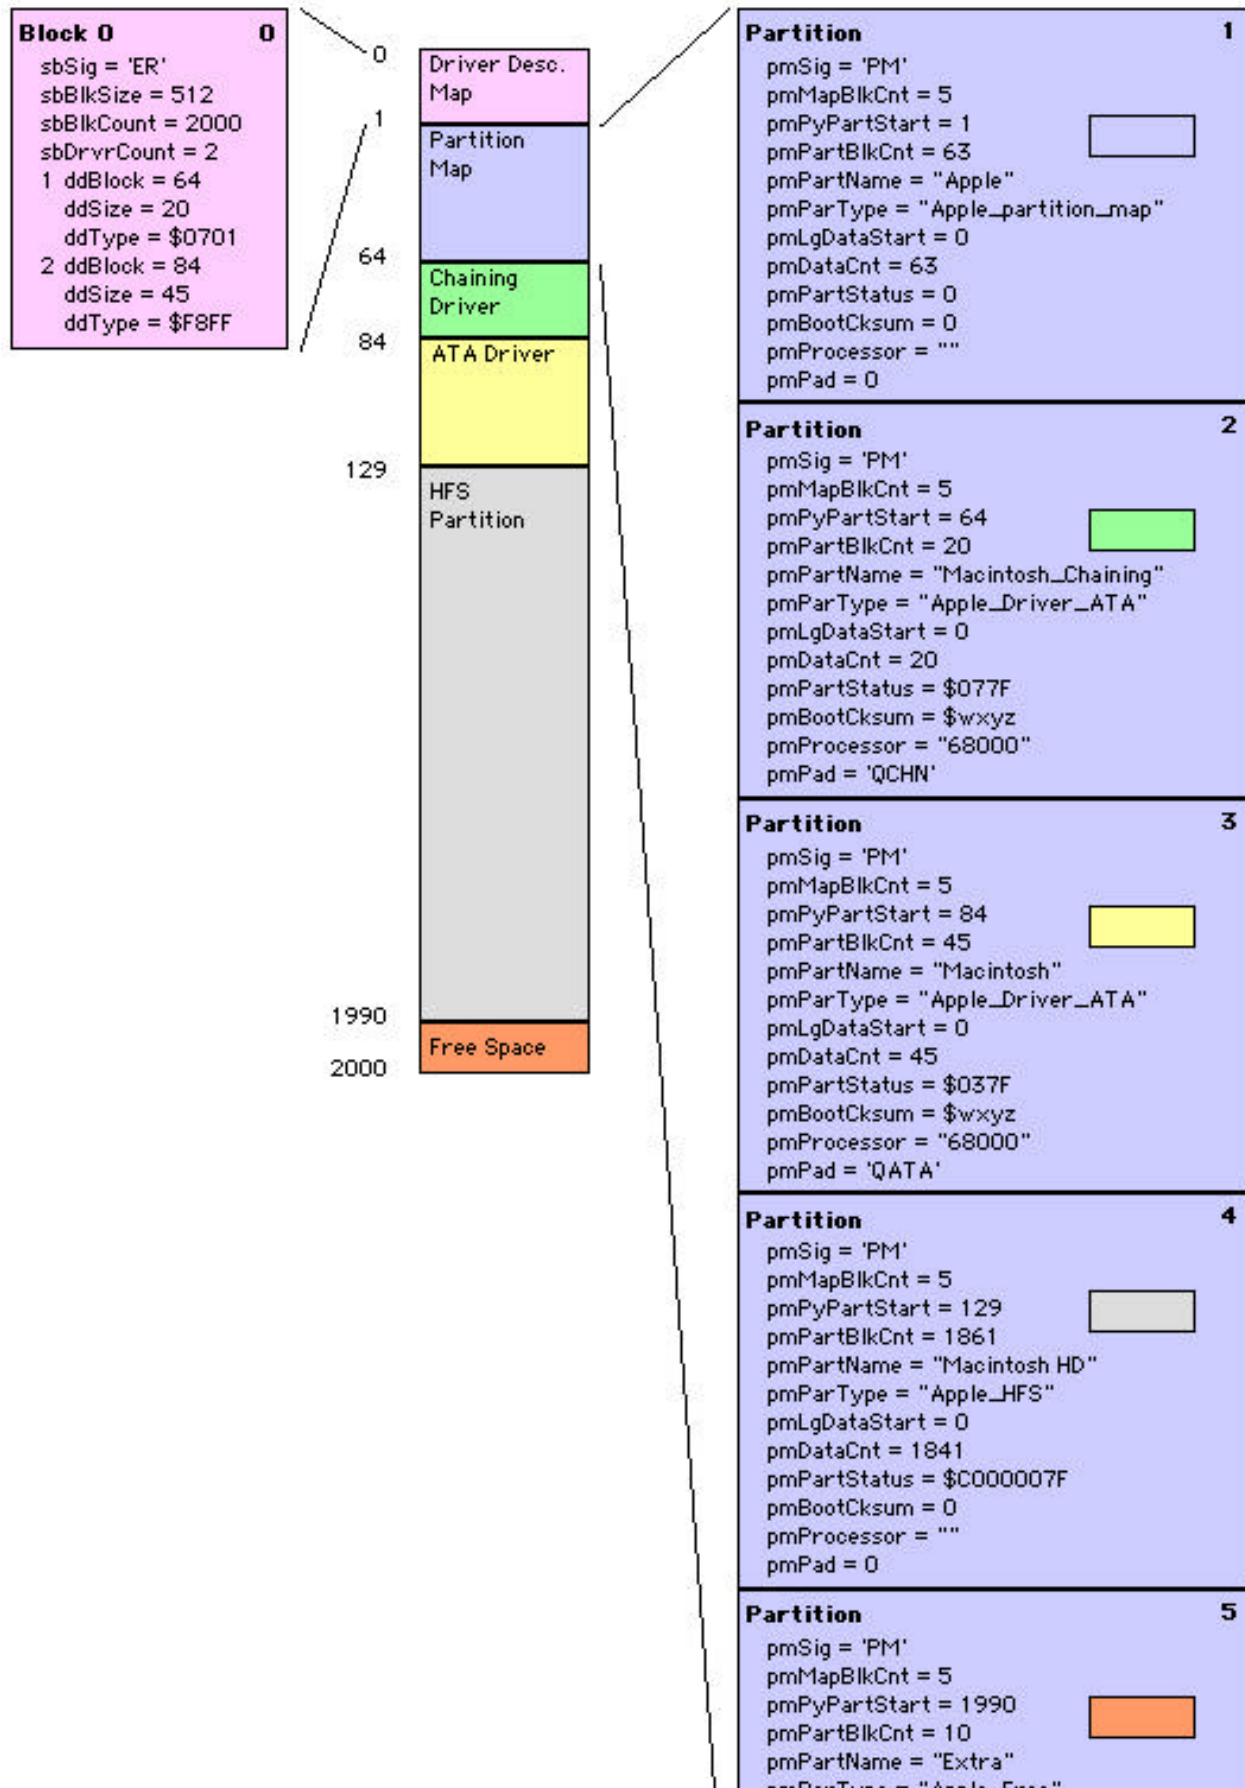 Block 0 0
sbSig = 'ER'
sbBlkSize = 512
sbBlkCount = 2000
sbDrvrCount = 2
1 ddBlock = 64
ddSize = 20
ddType = $0701
2 ddBlock = 84
ddSize = 45
ddType = $F8FF
0
Driver Desc.
Map
1
Partition
Map
64
Chaining
Driver
84
ATA Driver
129
HFS
Partition
1990
Free Space
2000
Partition 1
pmSig = 'PM'
pmMapBlkCnt = 5
pmPyPartStart = 1
pmPartBlkCnt = 63
pmPartName = "Apple"
pmParType = "Apple_partition_map"
pmLgDataStart = 0
pmDataCnt = 63
pmPartStatus = 0
pmBootCksum = 0
pmProcessor = ""
pmPad = 0
Partition 2
pmSig = 'PM'
pmMapBlkCnt = 5
pmPyPartStart = 64
pmPartBlkCnt = 20
pmPartName = "Macintosh_Chaining"
pmParType = "Apple_Driver_ATA"
pmLgDataStart = 0
pmDataCnt = 20
pmPartStatus = $077F
pmBootCksum = $wxyz
pmProcessor = "68000"
pmPad = 'QCHN'
Partition 3
pmSig = 'PM'
pmMapBlkCnt = 5
pmPyPartStart = 84
pmPartBlkCnt = 45
pmPartName = "Macintosh"
pmParType = "Apple_Driver_ATA"
pmLgDataStart = 0
pmDataCnt = 45
pmPartStatus = $037F
pmBootCksum = $wxyz
pmProcessor = "68000"
pmPad = 'QATA'
Partition 4
pmSig = 'PM'
pmMapBlkCnt = 5
pmPyPartStart = 129
pmPartBlkCnt = 1861
pmPartName = "Macintosh HD"
pmParType = "Apple_HFS"
pmLgDataStart = 0
pmDataCnt = 1841
pmPartStatus = $C000007F
pmBootCksum = 0
pmProcessor = ""
pmPad = 0
Partition 5
pmSig = 'PM'
pmMapBlkCnt = 5
pmPyPartStart = 1990
pmPartBlkCnt = 10
pmPartName = "Extra"